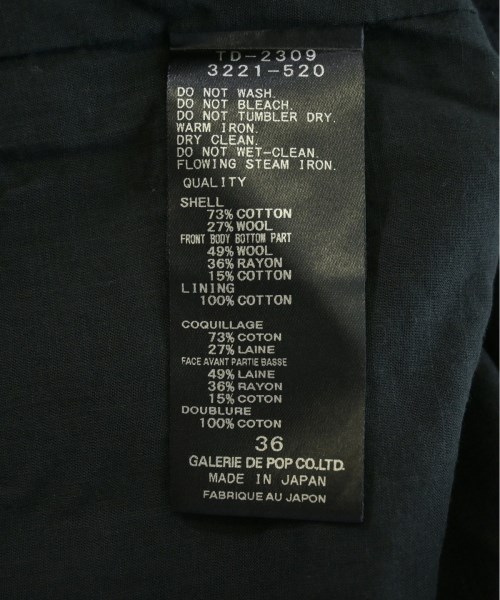 TD-2309
3221-520
DO NOT WASH.
DO NOT BLEACH.
DO NOT TUMBLER DRY.
WARM IRON.
DRY CLEAN.
DO NOT WET-CLEAN.
FLOWING STEAM IRON.
QUALITY
SHELL
73% COTTON
27% WOOL
FRONT BODY BOTTOM PART
49% WOOL
36% RAYON
15% COTTON
LINING
100% COTTON
COQUILLAGE
73% COTON
27% LAINE
FACE AVANT PARTIE BASSE
49% LAINE
36% RAYON
15% COTON
DOUBLURE
100% COTON
36
GALERIE DE POP CO.LTD.
MADE IN JAPAN
FABRIQUE AU JAPON